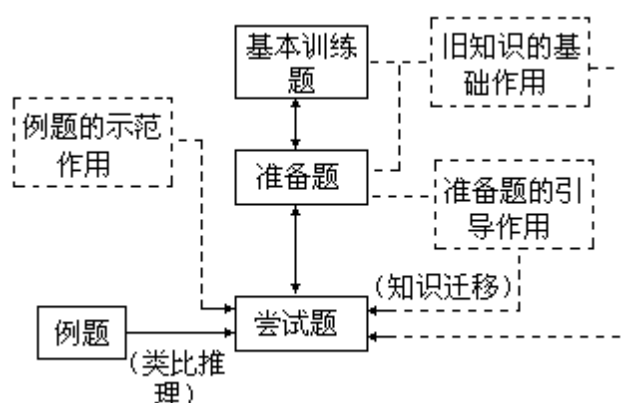 基本训练
题
旧知识的基
础作用
例题的示范
作用
准备题
准备题的引
导作用
(知识迁移)
例题
尝试题
(类比推
理)